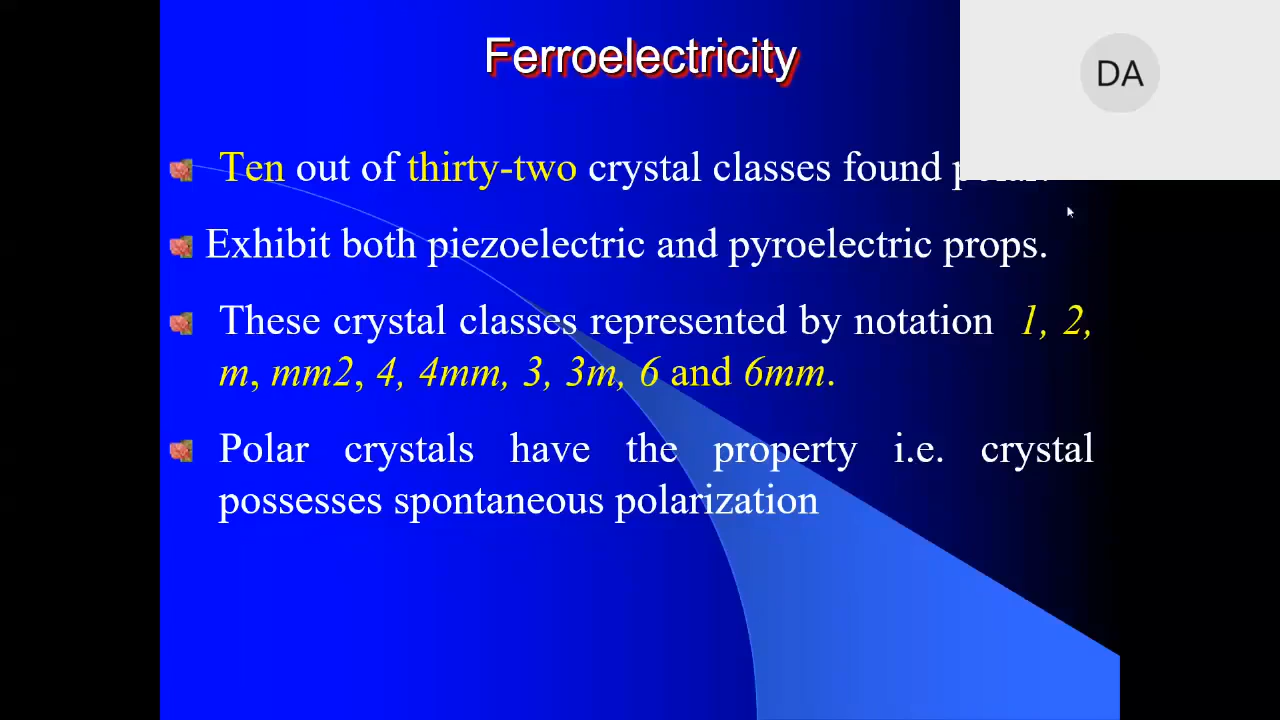 Ferroelectricity
DA
Ten out of thirty-two crystal classes found
Exhibit both piezoelectric and pyroelectric props.
These crystal classes represented by notation 1, 2,
m, mm2, 4, 4mm, 3, 3m, 6 and 6mm.
Polar crystals have the property i.e. crystal
possesses spontaneous polarization